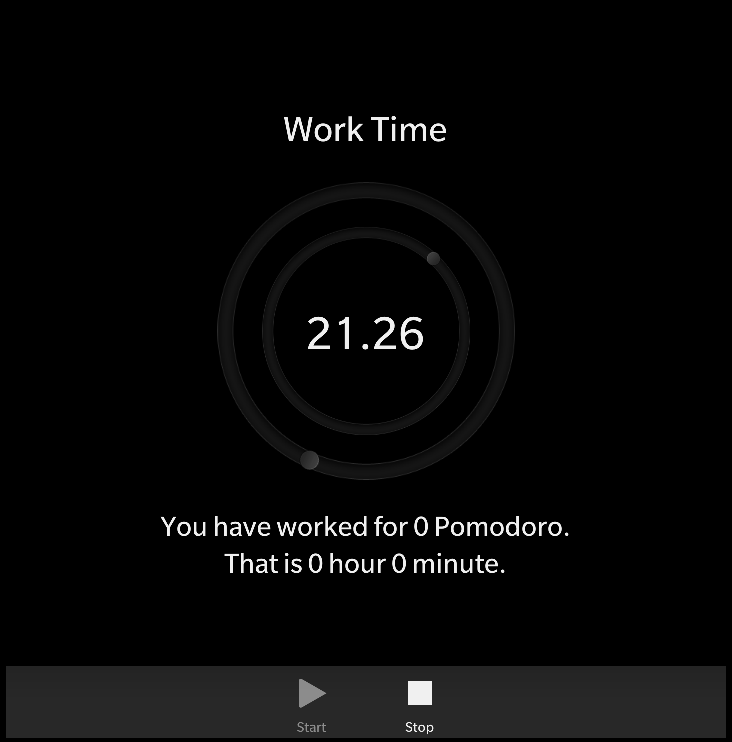 Work Time
21.26
You have worked for 0 Pomodoro.
That is 0 hour 0 minute.
Start
Stop